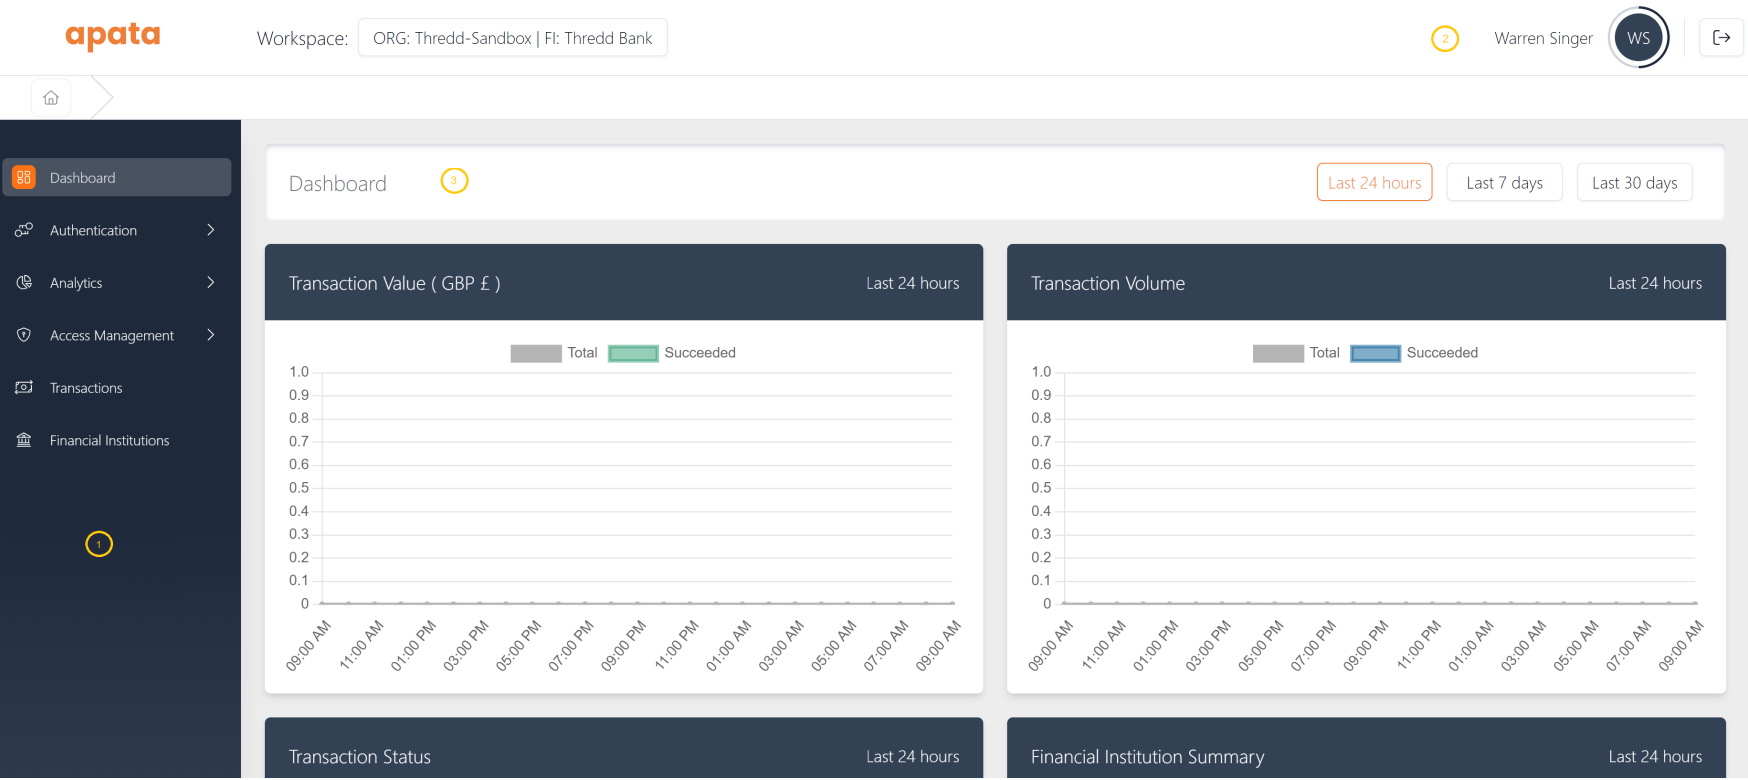 apata
Workspace: ORG: Thredd-Sandbox | FI: Thredd Bank
2 Warren Singer WS
Dashboard
Authentication
Analytics
Access Management
Transactions
Financial Institutions
1
Dashboard 3 Last 24 hours Last 7 days Last 30 days
Transaction Value ( GBP £ ) Last 24 hours
Total Succeeded
1.0
0.9
0.8
0.7
0.6
0.5
0.4
0.3
0.2
0.1
0
09:00 AM 11:00 AM 01:00 PM 03:00 PM 05:00 PM 07:00 PM 09:00 PM 11:00 PM 01:00 AM 03:00 AM 05:00 AM 07:00 AM 09:00 AM
Transaction Volume Last 24 hours
Total Succeeded
1.0
0.9
0.8
0.7
0.6
0.5
0.4
0.3
0.2
0.1
0
09:00 AM 11:00 AM 01:00 PM 03:00 PM 05:00 PM 07:00 PM 09:00 PM 11:00 PM 01:00 AM 03:00 AM 05:00 AM 07:00 AM 09:00 AM
Transaction Status Last 24 hours
Financial Institution Summary Last 24 hours